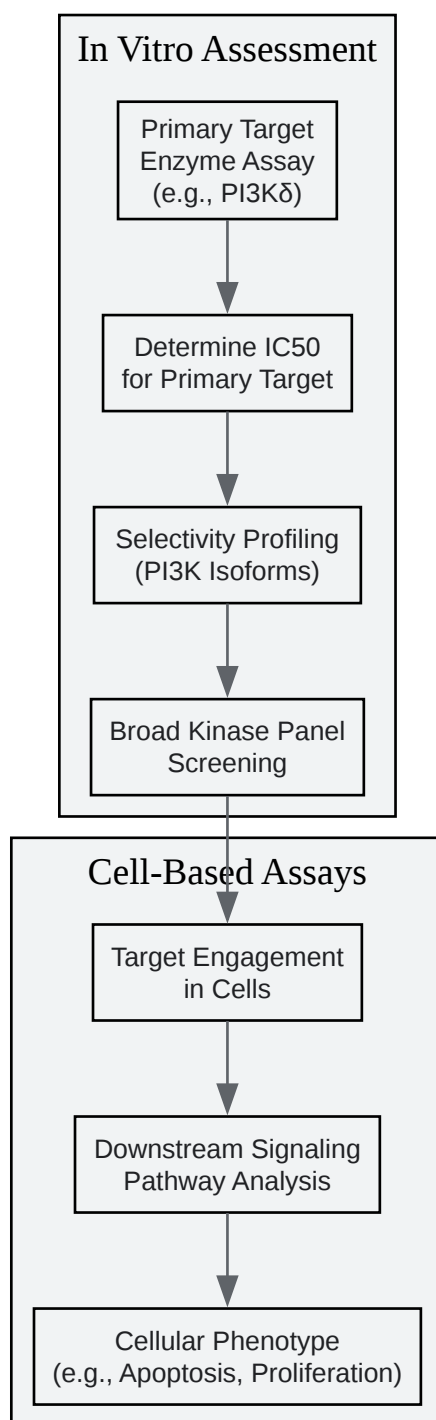 In Vitro Assessment
Primary Target
Enzyme Assay
(e.g., PI3Kδ)
Determine IC50
for Primary Target
Selectivity Profiling
(PI3K Isoforms)
Broad Kinase Panel
Screening
Cell-Based Assays
Target Engagement
in Cells
Downstream Signaling
Pathway Analysis
Cellular Phenotype
(e.g., Apoptosis, Proliferation)